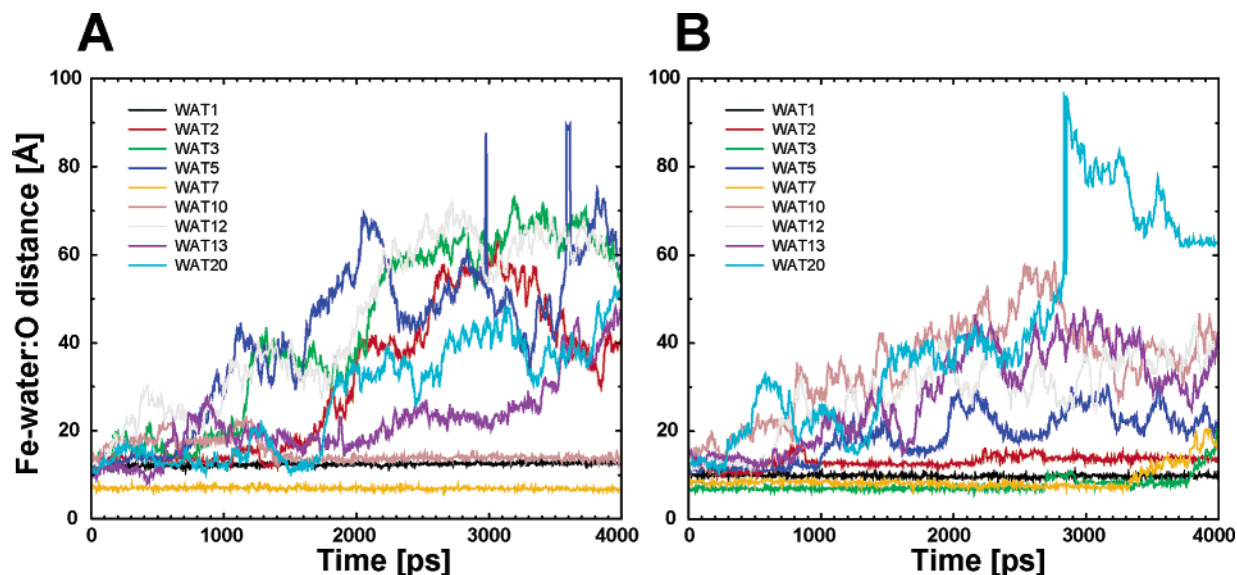 A
Fe-water:O distance [Å]
100
80
60
40
20
0
WAT1
WAT2
WAT3
WAT5
WAT7
WAT10
WAT12
WAT13
WAT20
0 1000 2000 3000 4000
Time [ps]
B
100
80
60
40
20
0
WAT1
WAT2
WAT3
WAT5
WAT7
WAT10
WAT12
WAT13
WAT20
0 1000 2000 3000 4000
Time [ps]